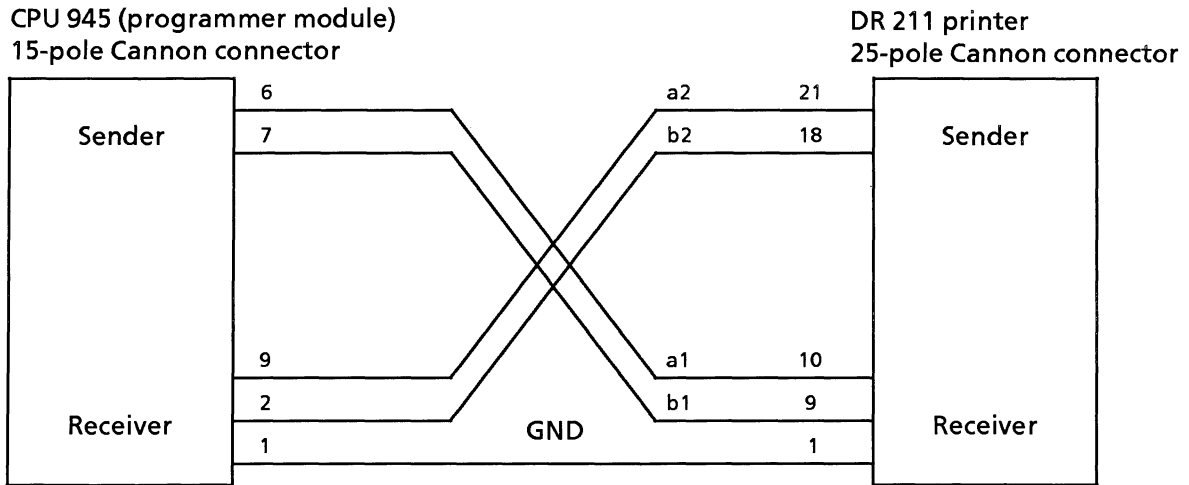 CPU 945 (programmer module)
15-pole Cannon connector
DR 211 printer
25-pole Cannon connector
6 a2 21
Sender 7 b2 18 Sender
9 a1 10
2 b1 9
Receiver GND Receiver
1 1